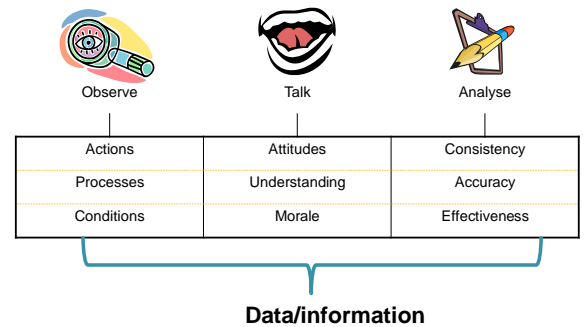 Observe Talk Analyse
Actions Attitudes Consistency
Processes Understanding Accuracy
Conditions Morale Effectiveness
Data/information